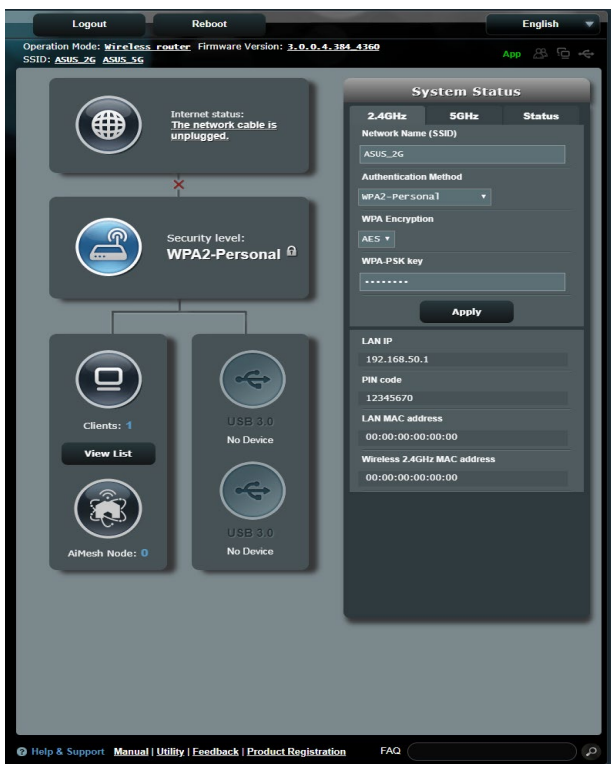 Logout Reboot English
Operation Mode: Wireless router Firmware Version: 3.0.0.4.384_4360
SSID: ASUS_2G ASUS_5G
App
Internet status:
The network cable is
unplugged.
Security level:
WPA2-Personal
Clients: 1
View List
AiMesh Node: 0
USB 3.0
No Device
USB 3.0
No Device
System Status
2.4GHz 5GHz Status
Network Name (SSID)
ASUS_2G
Authentication Method
WPA2-Personal
WPA Encryption
AES
WPA-PSK key
········
Apply
LAN IP
192.168.50.1
PIN code
12345670
LAN MAC address
00:00:00:00:00:00
Wireless 2.4GHz MAC address
00:00:00:00:00:00
Help & Support Manual | Utility | Feedback | Product Registration FAQ